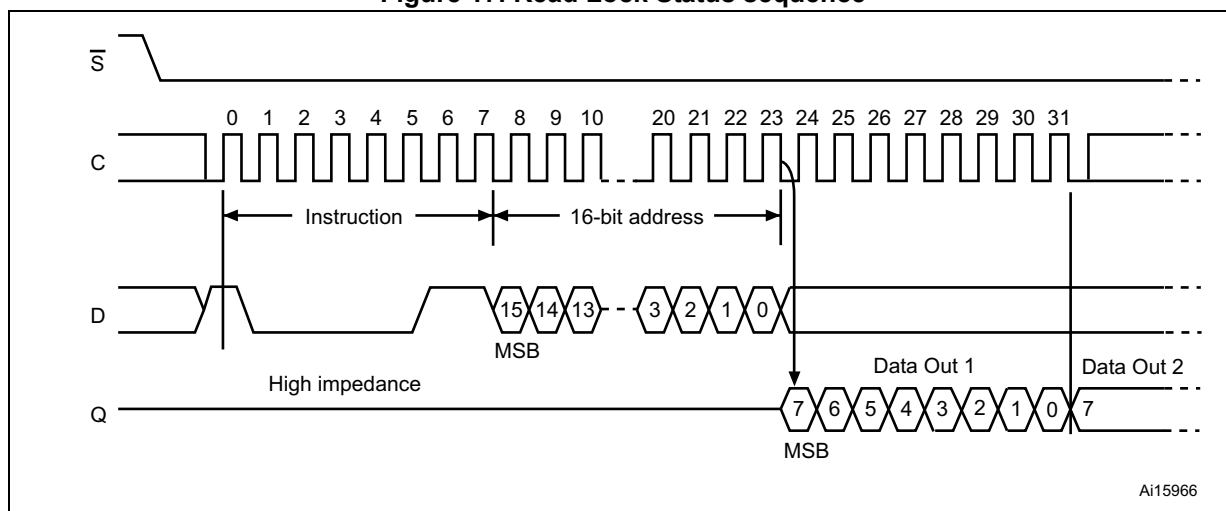 Figure 17. Read Lock Status sequence
S
0 1 2 3 4 5 6 7 8 9 10 20 21 22 23 24 25 26 27 28 29 30 31
C
Instruction 16-bit address
D 15 14 13 3 2 1 0
MSB
High impedance Data Out 1 Data Out 2
Q 7 6 5 4 3 2 1 0 7
MSB
Ai15966